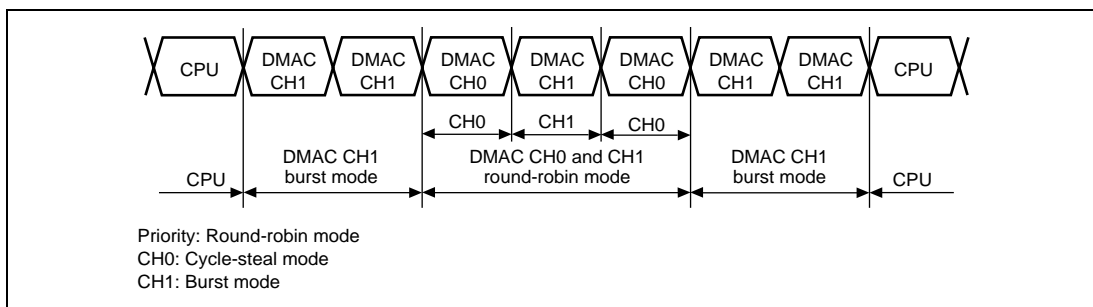 CPU DMAC CH1 DMAC CH1 DMAC CH0 DMAC CH1 DMAC CH0 DMAC CH1 DMAC CH1 CPU
CH0 CH1 CH0
CPU
DMAC CH1
burst mode
DMAC CH0 and CH1
round-robin mode
DMAC CH1
burst mode
CPU
Priority: Round-robin mode
CH0: Cycle-steal mode
CH1: Burst mode